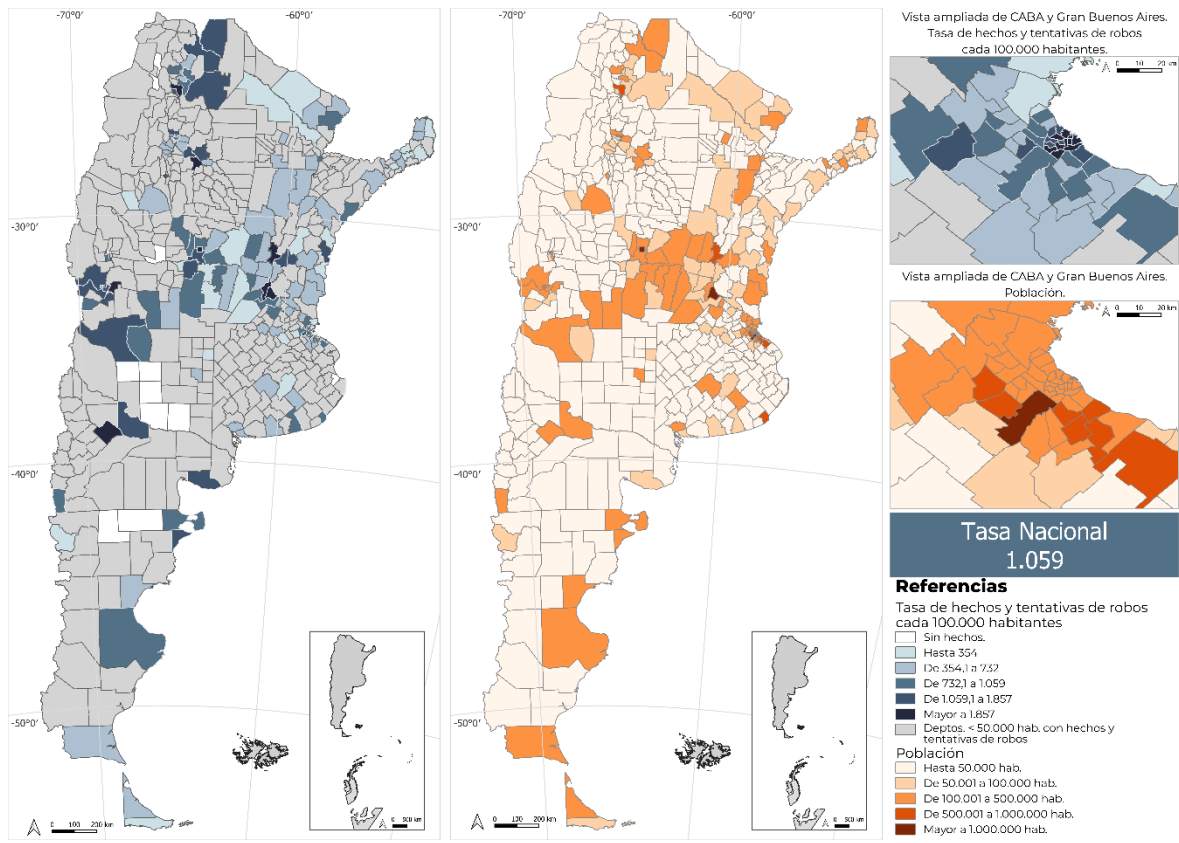 -70°0'
-60°0'
-30°0'
-40°0'
-50°0'
0 100 200 km
0 500 km
-70°0'
-60°0'
-30°0'
-40°0'
-50°0'
0 100 200 km
0 500 km
Vista ampliada de CABA y Gran Buenos Aires.
Tasa de hechos y tentativas de robos
cada 100.000 habitantes.
0 10 20 km
Vista ampliada de CABA y Gran Buenos Aires.
Población.
0 10 20 km
Tasa Nacional
1.059
Referencias
Tasa de hechos y tentativas de robos
cada 100.000 habitantes
Sin hechos.
Hasta 354
De 354,1 a 732
De 732,1 a 1.059
De 1.059,1 a 1.857
Mayor a 1.857
Deptos. < 50.000 hab. con hechos y
tentativas de robos
Población
Hasta 50.000 hab.
De 50.001 a 100.000 hab.
De 100.001 a 500.000 hab.
De 500.001 a 1.000.000 hab.
Mayor a 1.000.000 hab.